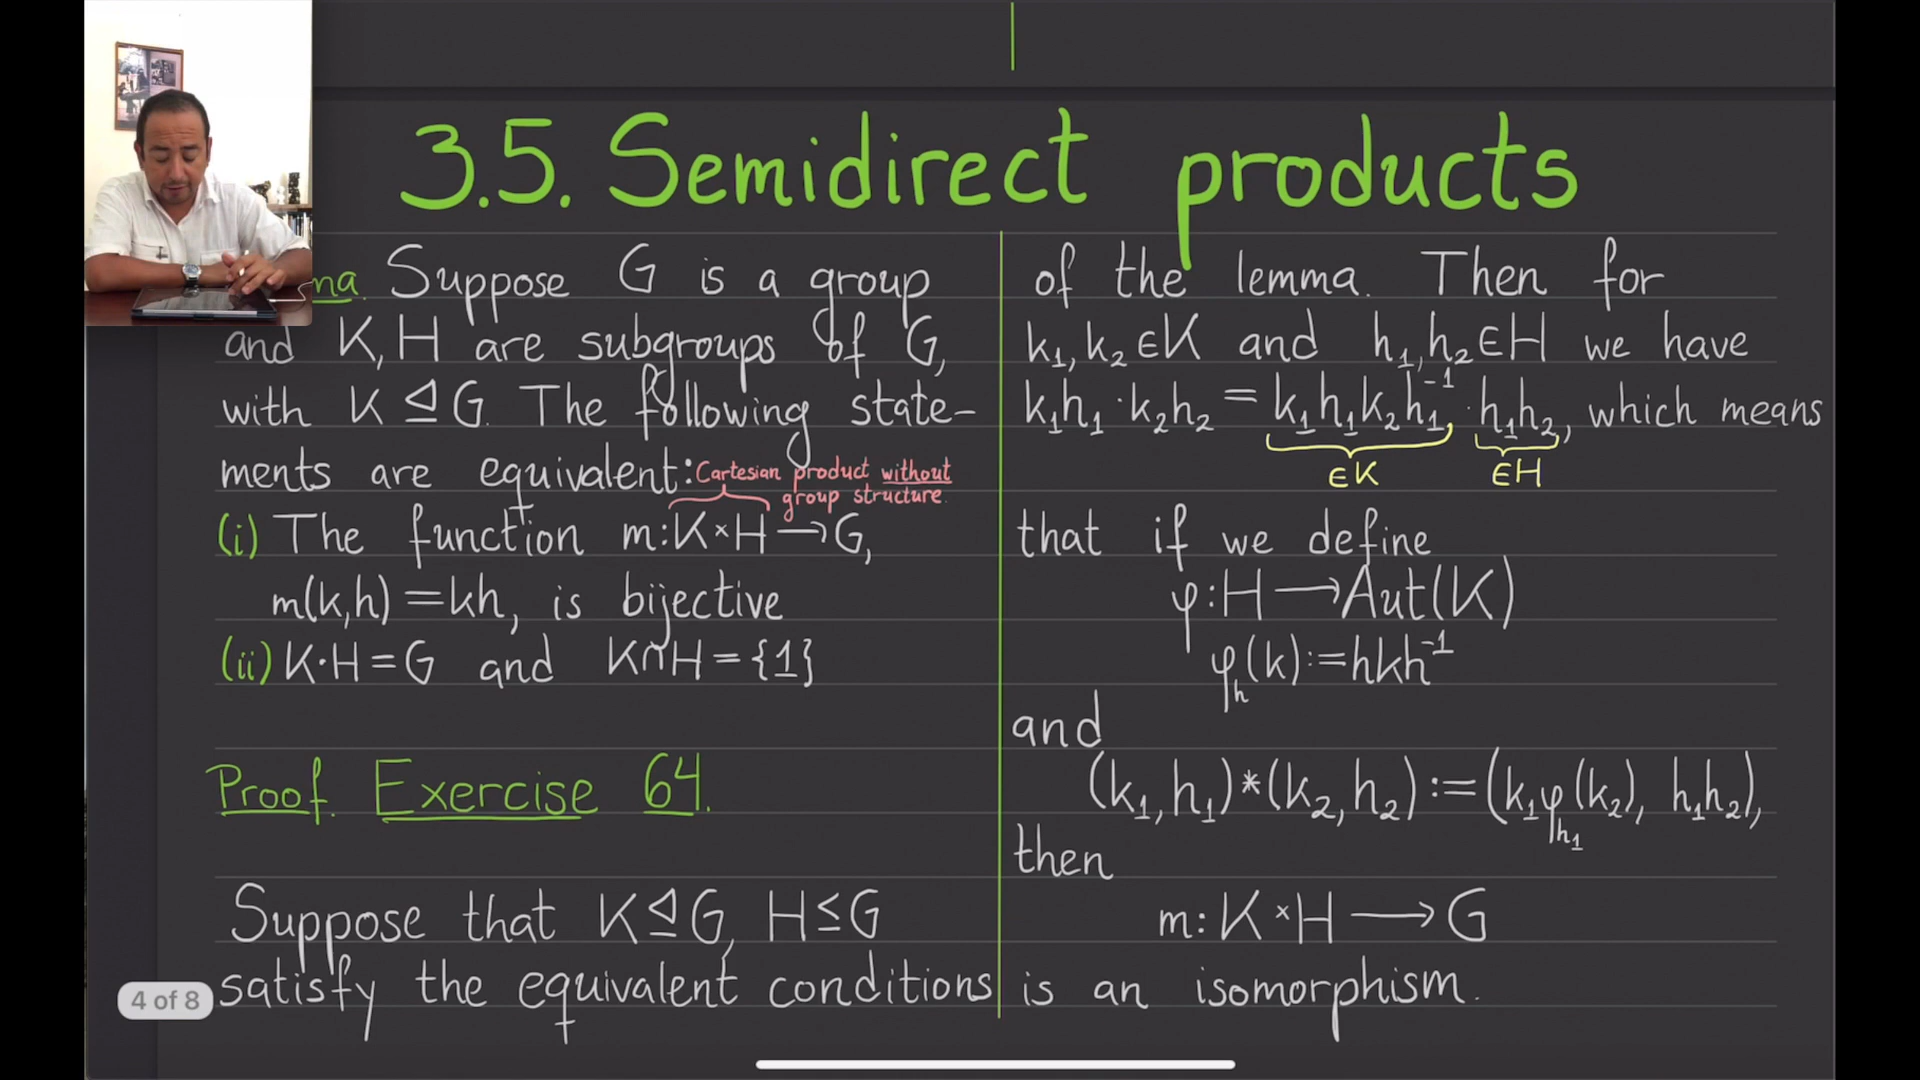 3.5. Semidirect products
ma. Suppose G is a group
and K, H are subgroups of G,
with K ⊴ G. The following state-
ments are equivalent:
Cartesian product without
group structure.
(i) The function m: K×H → G,
m(k,h) = kh, is bijective
(ii) K·H = G and K∩H = {1}
Proof. Exercise 64.
Suppose that K ⊴ G, H ≤ G
satisfy the equivalent conditions
of the lemma. Then for
k₁, k₂ ∈ K and h₁, h₂ ∈ H we have
k₁h₁ · k₂h₂ = k₁h₁k₂h₁⁻¹ · h₁h₂, which means
∈K ∈H
that if we define
φ: H → Aut(K)
φₕ(k) := hkh⁻¹
and
(k₁, h₁) * (k₂, h₂) := (k₁φ_h₁(k₂), h₁h₂),
then
m: K×H → G
is an isomorphism.
4 of 8